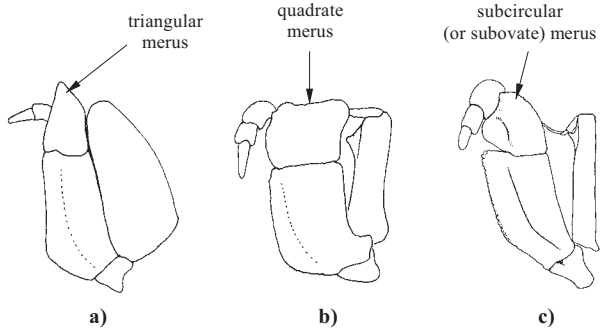 triangular
merus
quadrate
merus
subcircular
(or subovate) merus
a)
b)
c)